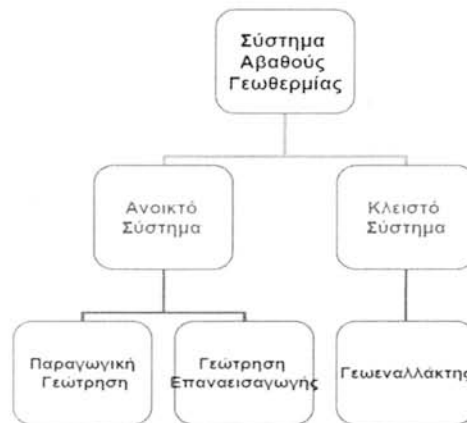 Σύστημα
Αβαθούς
Γεωθερμίας
Ανοικτό
Σύστημα
Κλειστό
Σύστημα
Παραγωγική
Γεώτρηση
Γεώτρηση
Επαναεισαγωγής
Γεωεναλλάκτης